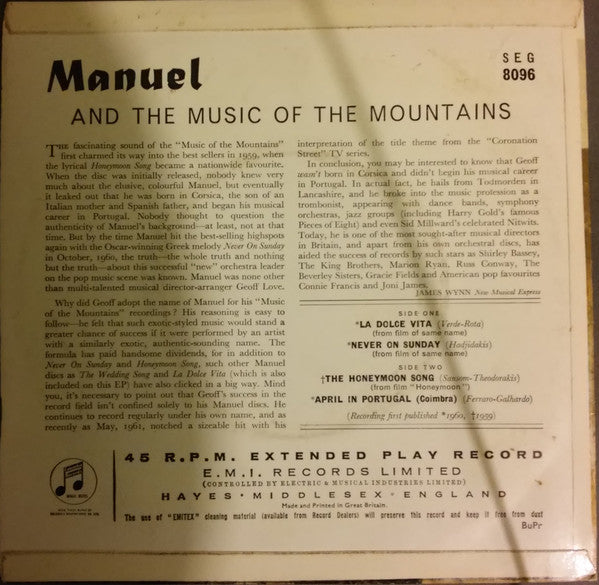 Manuel
SEG
8096
AND THE MUSIC OF THE MOUNTAINS
THE fascinating sound of the "Music of the Mountains"
first charmed its way into the best sellers in 1959, when
the lyrical Honeymoon Song became a nationwide favourite.
When the disc was initially released, nobody knew very
much about the elusive, colourful Manuel, but eventually
it leaked out that he was born in Corsica, the son of an
Italian mother and Spanish father, and began his musical
career in Portugal. Nobody thought to question the
authenticity of Manuel's background—at least, not at that
time. But by the time Manuel hit the best-selling highspots
again with the Oscar-winning Greek melody Never On Sunday
in October, 1960, the truth—the whole truth and nothing
but the truth—about this successful "new" orchestra leader
on the pop music scene was known. Manuel was none other
than multi-talented musical director-arranger Geoff Love.
Why did Geoff adopt the name of Manuel for his "Music
of the Mountains" recordings? His reasoning is easy to
follow—he felt that such exotic-styled music would stand a
greater chance of success if it were performed by an artist
with a similarly exotic, authentic-sounding name. The
formula has paid handsome dividends, for in addition to
Never On Sunday and Honeymoon Song, such other Manuel
discs as The Wedding Song and La Dolce Vita (which is also
included on this EP) have also clicked in a big way. Mind
you, it's necessary to point out that Geoff's success in the
record field isn't confined solely to his Manuel discs. He
continues to record regularly under his own name, and as
recently as May, 1961, notched a sizeable hit with his
interpretation of the title theme from the "Coronation
Street" TV series.
In conclusion, you may be interested to know that Geoff
wasn't born in Corsica and didn't begin his musical career
in Portugal. In actual fact, he hails from Todmorden in
Lancashire, and he broke into the music profession as a
trombonist, appearing with dance bands, symphony
orchestras, jazz groups (including Harry Gold's famous
Pieces of Eight) and even Sid Millward's celebrated Nitwits.
Today, he is one of the most sought-after musical directors
in Britain, and apart from his own orchestral discs, has
aided the success of records by such stars as Shirley Bassey,
The King Brothers, Marion Ryan, Russ Conway, The
Beverley Sisters, Gracie Fields and American pop favourites
Connie Francis and Joni James.
JAMES WYNN New Musical Express
SIDE ONE
*LA DOLCE VITA (Verde-Rota)
(from film of same name)
*NEVER ON SUNDAY (Hadjidakis)
(from film of same name)
SIDE TWO
†THE HONEYMOON SONG (Sansom-Theodorakis)
(from film "Honeymoon")
*APRIL IN PORTUGAL (Coimbra) (Ferraro-Galhardo)
(Recording first published *1960, †1959)
45 R.P.M. EXTENDED PLAY RECORD
E.M.I. RECORDS LIMITED
(CONTROLLED BY ELECTRIC & MUSICAL INDUSTRIES LIMITED)
HAYES · MIDDLESEX · ENGLAND
Made and Printed in Great Britain.
The use of "EMITEX" cleaning material (available from Record Dealers) will preserve this record and keep it free from dust
BuPr